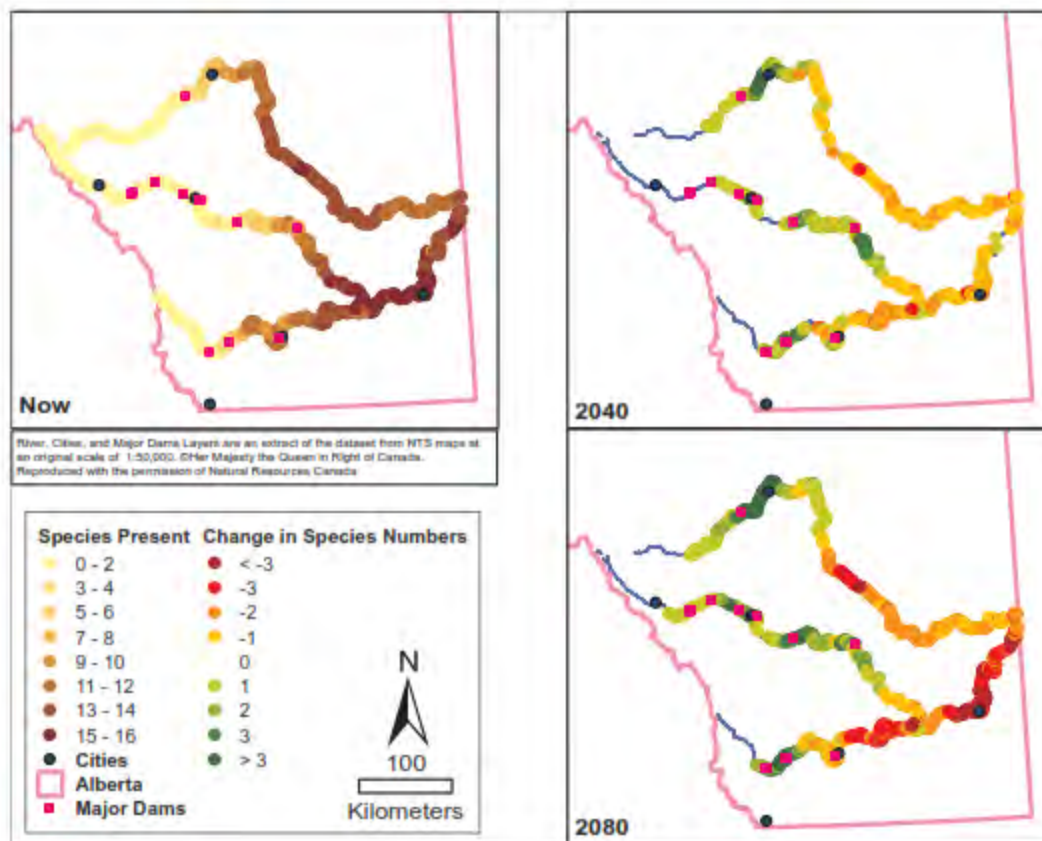 Now
2040
River, Cities, and Major Dams Layers are an extract of the dataset from NTS maps at
an original scale of 1:50,000. ©Her Majesty the Queen in Right of Canada.
Reproduced with the permission of Natural Resources Canada
Species Present
0 - 2
3 - 4
5 - 6
7 - 8
9 - 10
11 - 12
13 - 14
15 - 16
Cities
Alberta
Major Dams
Change in Species Numbers
< -3
-3
-2
-1
0
1
2
3
> 3
N
100
Kilometers
2080